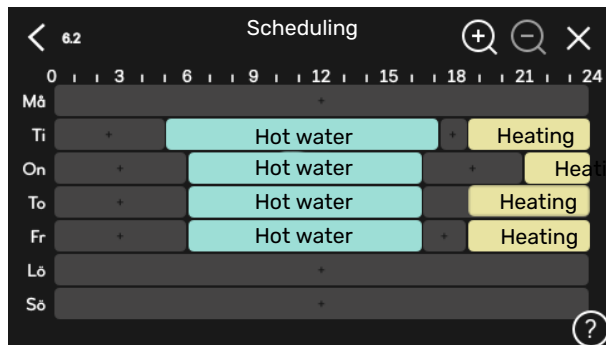 6.2 Scheduling
0 3 6 9 12 15 18 21 24
Må
Ti Hot water Heating
On Hot water Heati
To Hot water Heating
Fr Hot water Heating
Lö
Sö
?